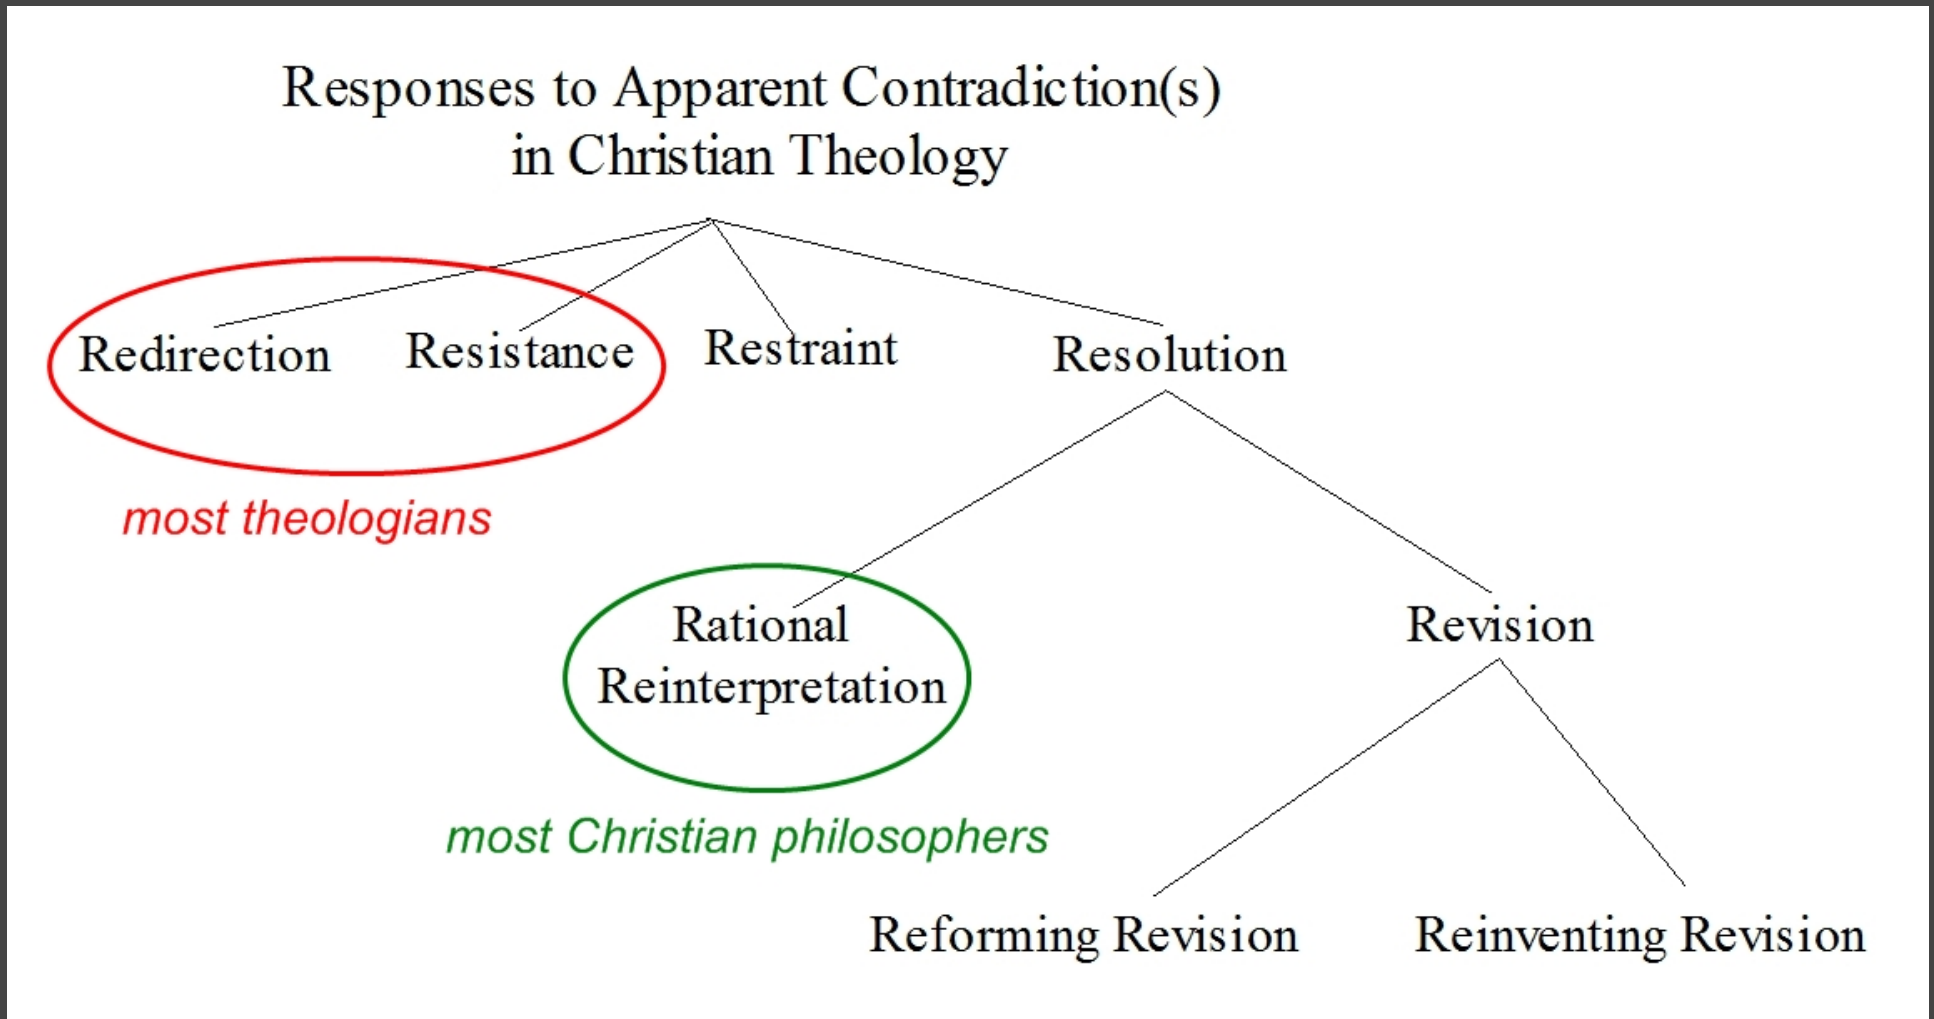 Responses to Apparent Contradiction(s)
in Christian Theology
Redirection
Resistance
Restraint
Resolution
most theologians
Rational
Reinterpretation
Revision
most Christian philosophers
Reforming Revision
Reinventing Revision